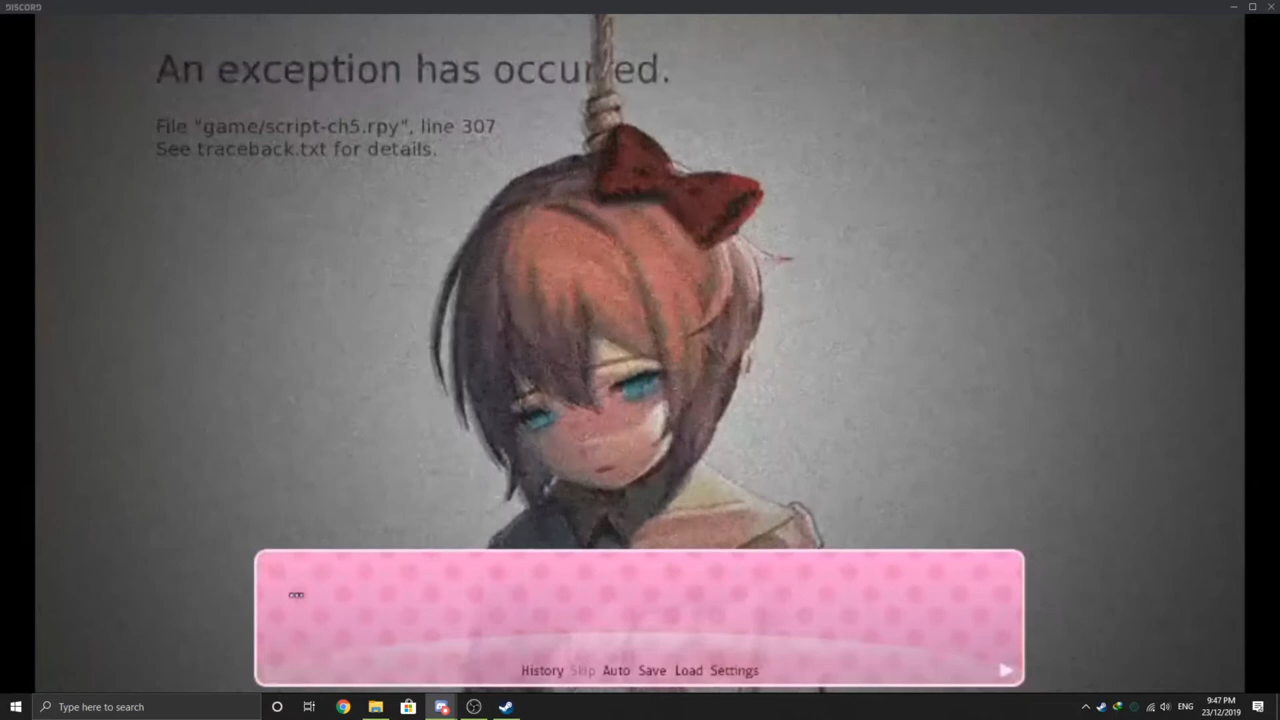 DISCORD
An exception has occurred.
File "game/script-ch5.rpy", line 307
See traceback.txt for details.
...
History Skip Auto Save Load Settings
Type here to search
ENG
9:47 PM
23/12/2019